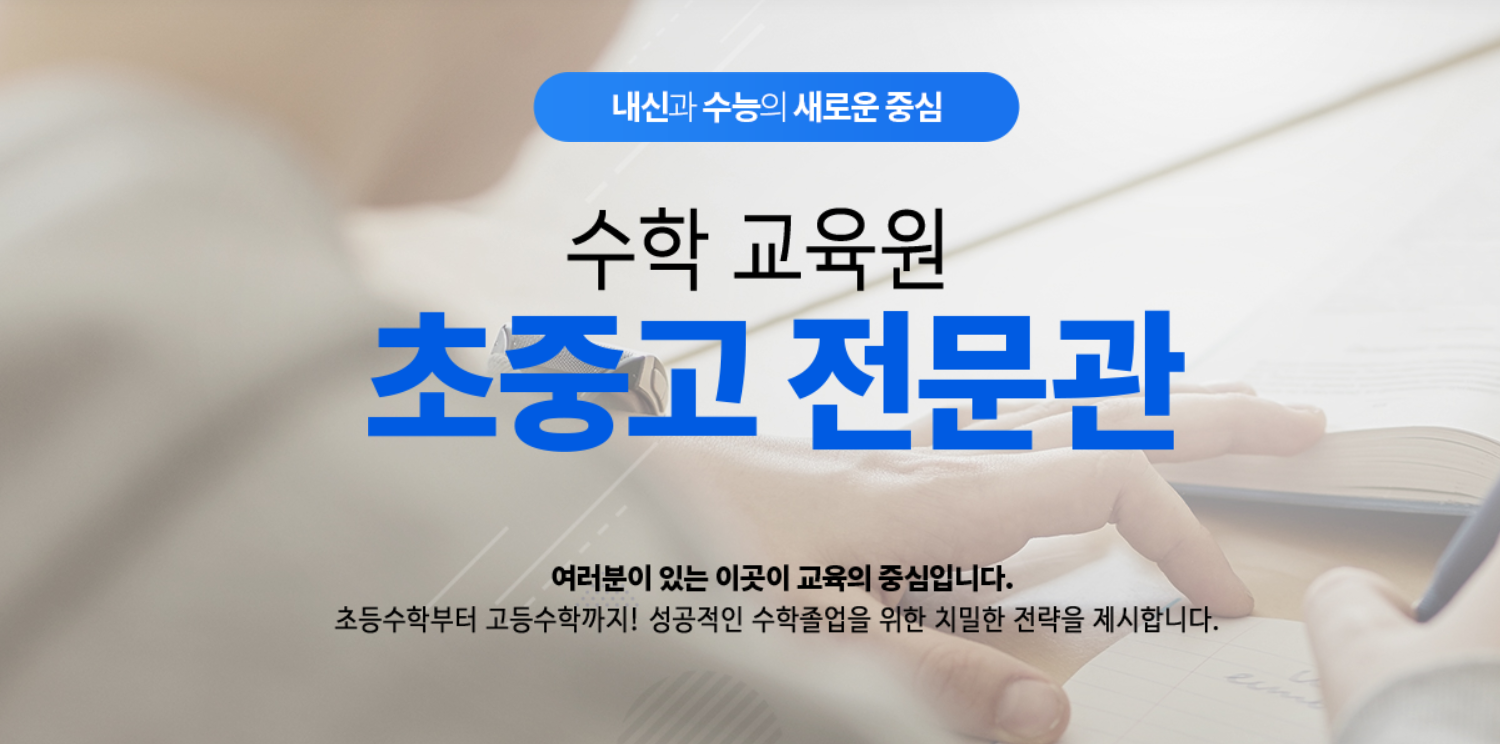 내신과 수능의 새로운 중심
수학 교육원
초중고 전문관
여러분이 있는 이곳이 교육의 중심입니다.
초등수학부터 고등수학까지! 성공적인 수학졸업을 위한 치밀한 전략을 제시합니다.